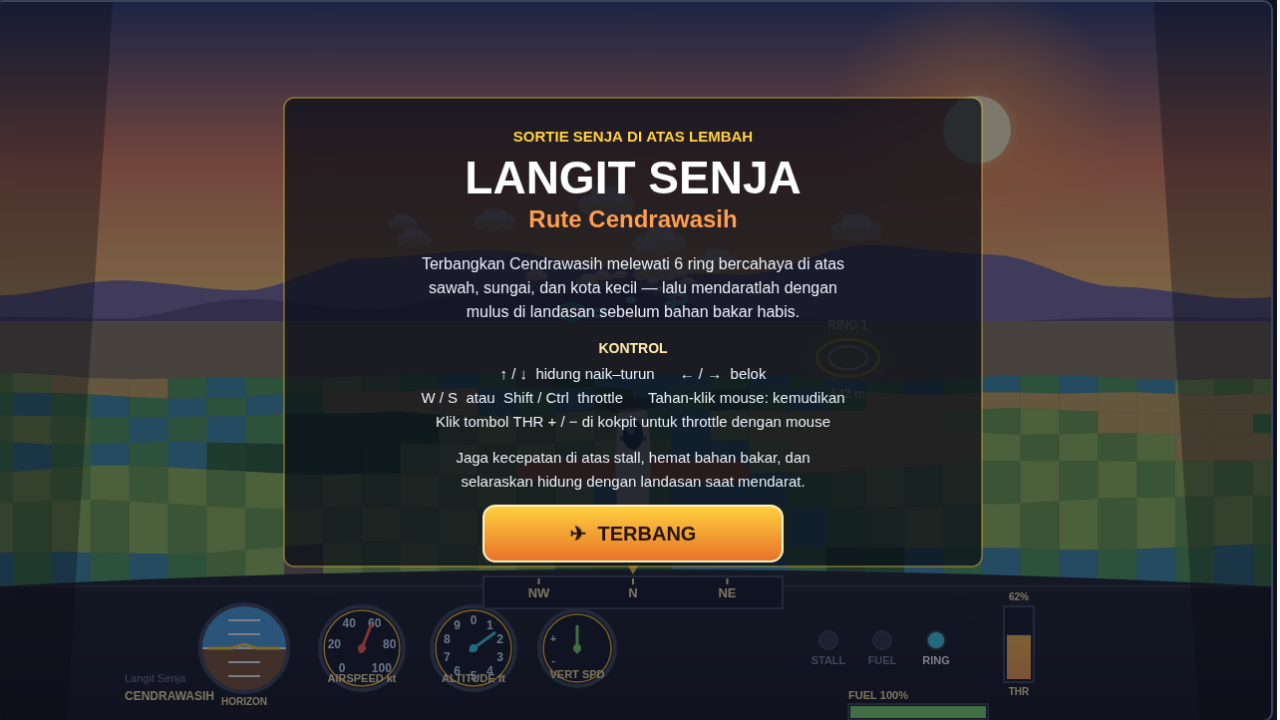 SORTIE SENJA DI ATAS LEMBAH
LANGIT SENJA
Rute Cendrawasih
Terbangkan Cendrawasih melewati 6 ring bercahaya di atas
sawah, sungai, dan kota kecil — lalu mendaratlah dengan
mulus di landasan sebelum bahan bakar habis.
RING 1
KONTROL
↑ / ↓ hidung naik–turun ← / → belok
W / S atau Shift / Ctrl throttle Tahan-klik mouse: kemudikan
Klik tombol THR + / − di kokpit untuk throttle dengan mouse
Jaga kecepatan di atas stall, hemat bahan bakar, dan
selaraskan hidung dengan landasan saat mendarat.
✈ TERBANG
NW N NE
62%
40 60
20 80
0 100
AIRSPEED kt
9 0 1
8 2
7 3
6 5 4
ALTITUDE ft
+
-
VERT SPD
STALL FUEL RING
Langit Senja
CENDRAWASIH
HORIZON
THR
FUEL 100%